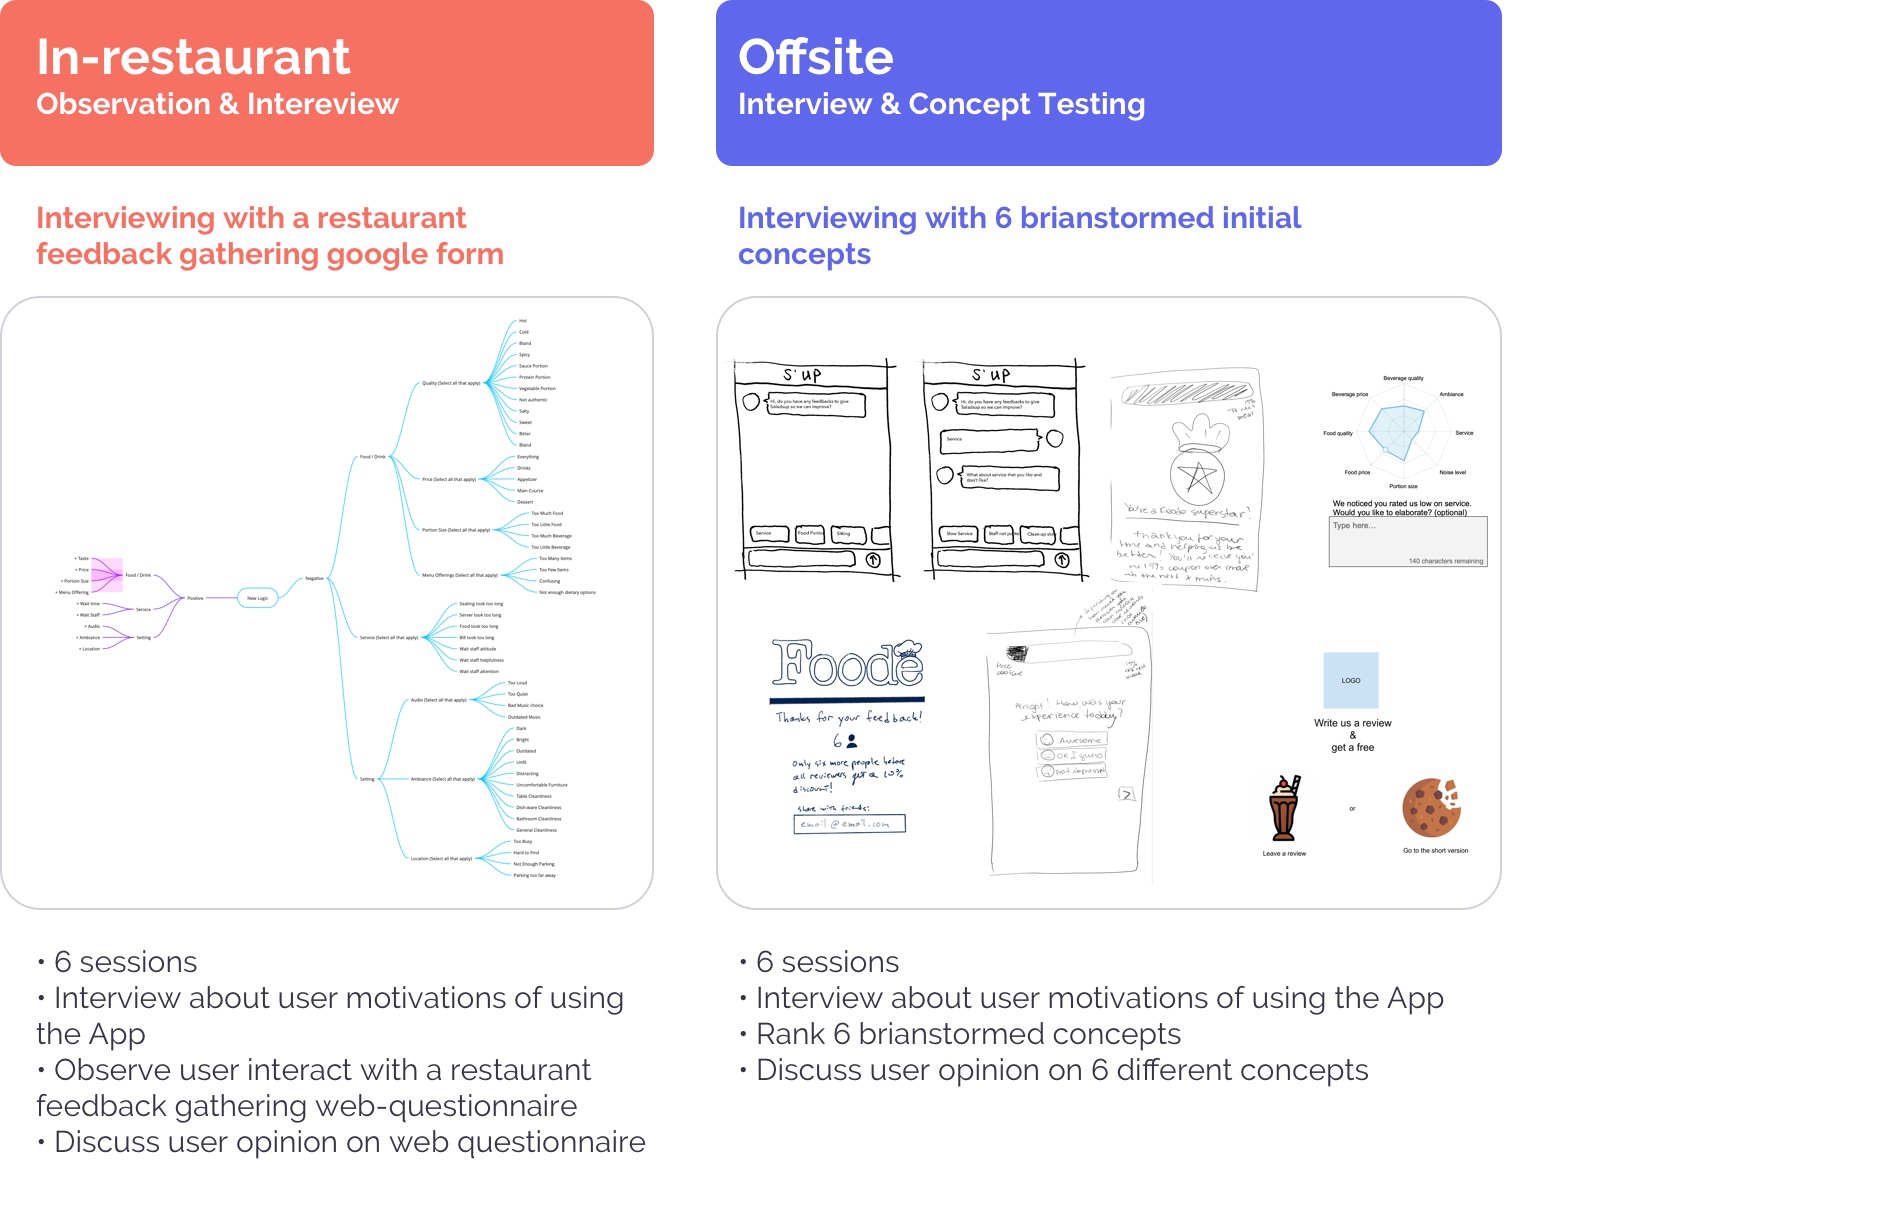 In-restaurant
Observation & Intereview
Interviewing with a restaurant
feedback gathering google form
Hot
Cold
Bland
Spicy
Sauce Portion
Protein Portion
Vegetable Portion
Not authentic
Salty
Sweet
Bitter
Bland
Quality (Select all that apply)
Food / Drink
Everything
Drinks
Appetizer
Main Course
Dessert
Price (Select all that apply)
Too Much Food
Too Little Food
Too Much Beverage
Too Little Beverage
Portion Size (Select all that apply)
Too Many Items
Too Few Items
Confusing
Not enough dietary options
Menu Offerings (Select all that apply)
+ Taste
+ Price
+ Portion Size
+ Menu Offering
Food / Drink
+ Wait time
+ Wait Staff
Service
+ Audio
+ Ambiance
+ Location
Setting
Positive
New Logic
Negative
Seating took too long
Server took too long
Food took too long
Bill took too long
Wait staff attitude
Wait staff helpfulness
Wait staff attention
Service (Select all that apply)
Too Loud
Too Quiet
Bad Music choice
Outdated Music
Audio (Select all that apply)
Dark
Bright
Outdated
Distracting
Uncomfortable Furniture
Table Cleanliness
Dish-ware Cleanliness
Bathroom Cleanliness
General Cleanliness
Ambiance (Select all that apply)
Setting
Too Busy
Hard to Find
Not Enough Parking
Parking too far away
Location (Select all that apply)
• 6 sessions
• Interview about user motivations of using
the App
• Observe user interact with a restaurant
feedback gathering web-questionnaire
• Discuss user opinion on web questionnaire
Offsite
Interview & Concept Testing
Interviewing with 6 brianstormed initial
concepts
S'UP
Hi, do you have any feedbacks to give
Saladsup so we can improve?
Service
Food Portio
Sitting
S'UP
Hi, do you have any feedbacks to give
Saladsup so we can improve?
Service
What about service that you like and
don't like?
Slow Service
Staff not po
Clean up slo
You're a Foode superstar!
thank you for your
time and helping us be
better! You'll receive
Beverage quality
Beverage price
Ambiance
Food quality
Service
Food price
Noise level
Portion size
We noticed you rated us low on service.
Would you like to elaborate? (optional)
Type here...
140 characters remaining
Foode
Thanks for your feedback!
6
only six more people before
all reviewers get a 10%
discount!
share with friends:
email@email.com
Alright! How was your
experience today?
Awesome
OK I guess
not impressed
>
LOGO
Write us a review
&
get a free
or
Leave a review
Go to the short version
• 6 sessions
• Interview about user motivations of using the App
• Rank 6 brianstormed concepts
• Discuss user opinion on 6 different concepts